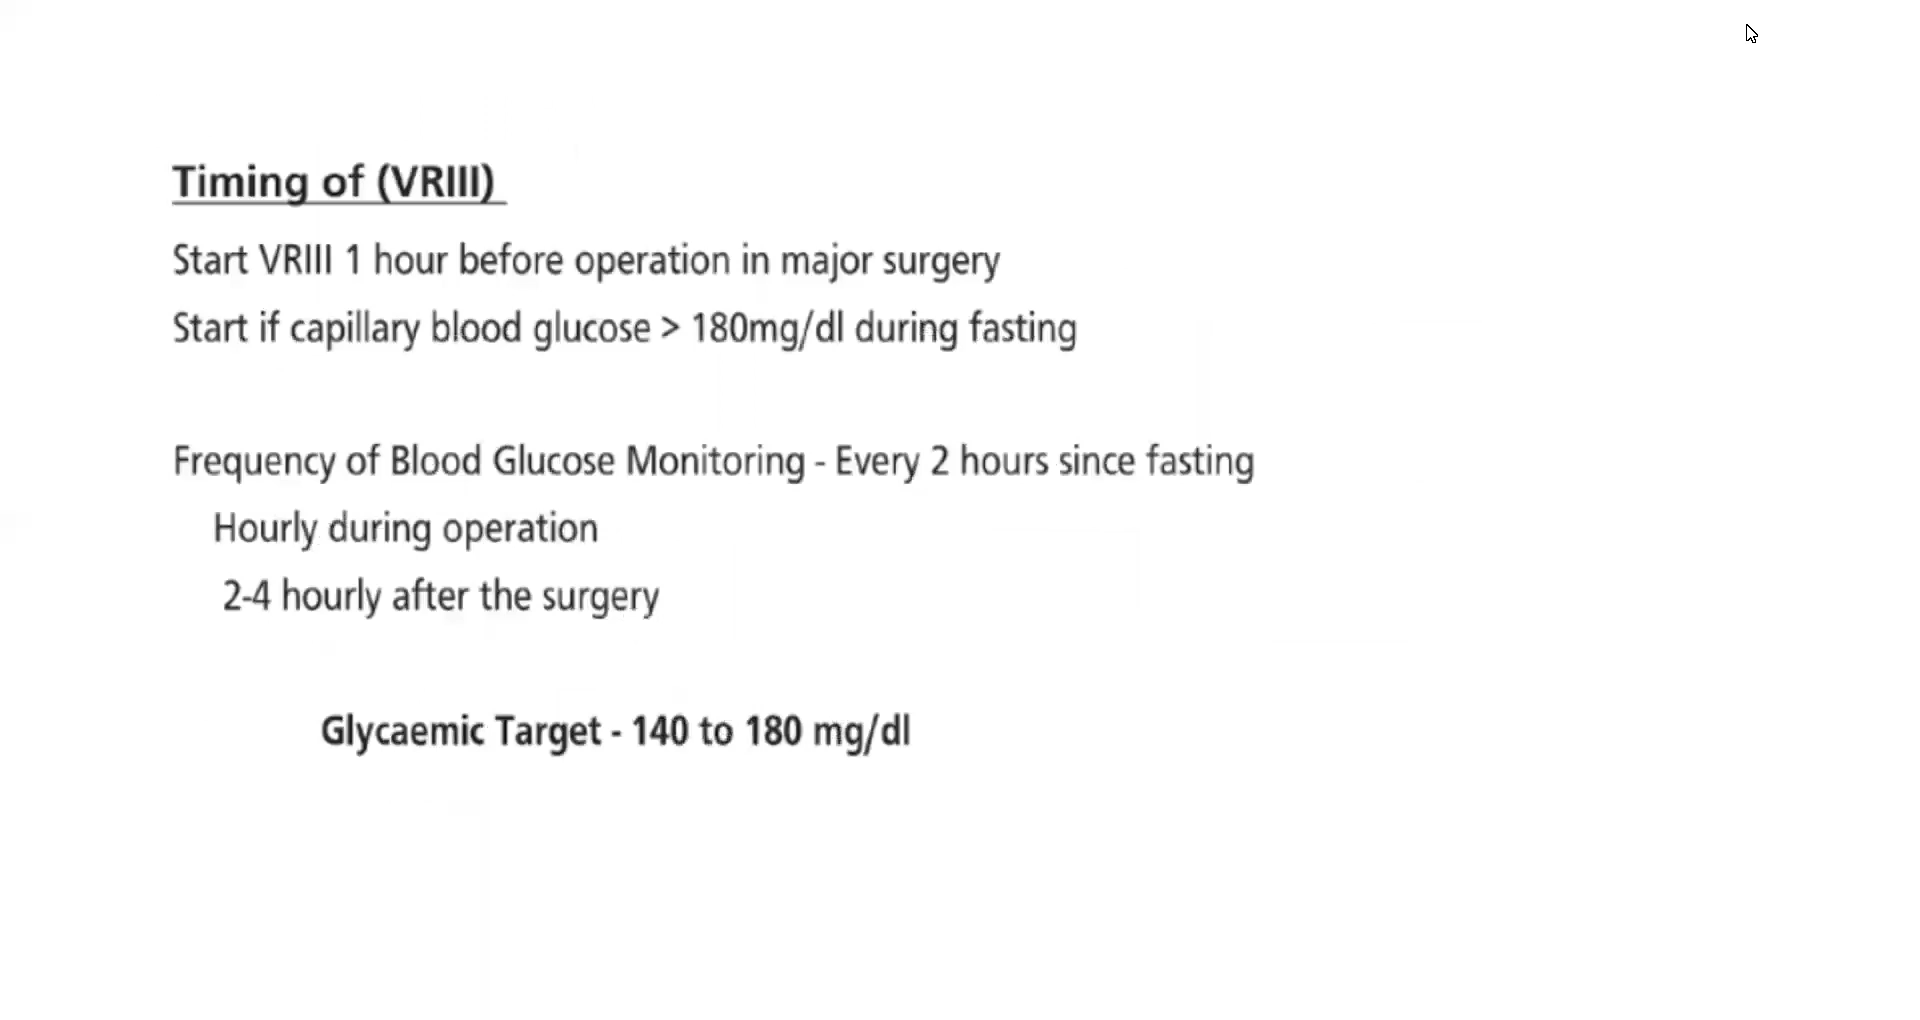 Timing of (VRIII)
Start VRIII 1 hour before operation in major surgery
Start if capillary blood glucose > 180mg/dl during fasting
Frequency of Blood Glucose Monitoring - Every 2 hours since fasting
Hourly during operation
2-4 hourly after the surgery
Glycaemic Target - 140 to 180 mg/dl